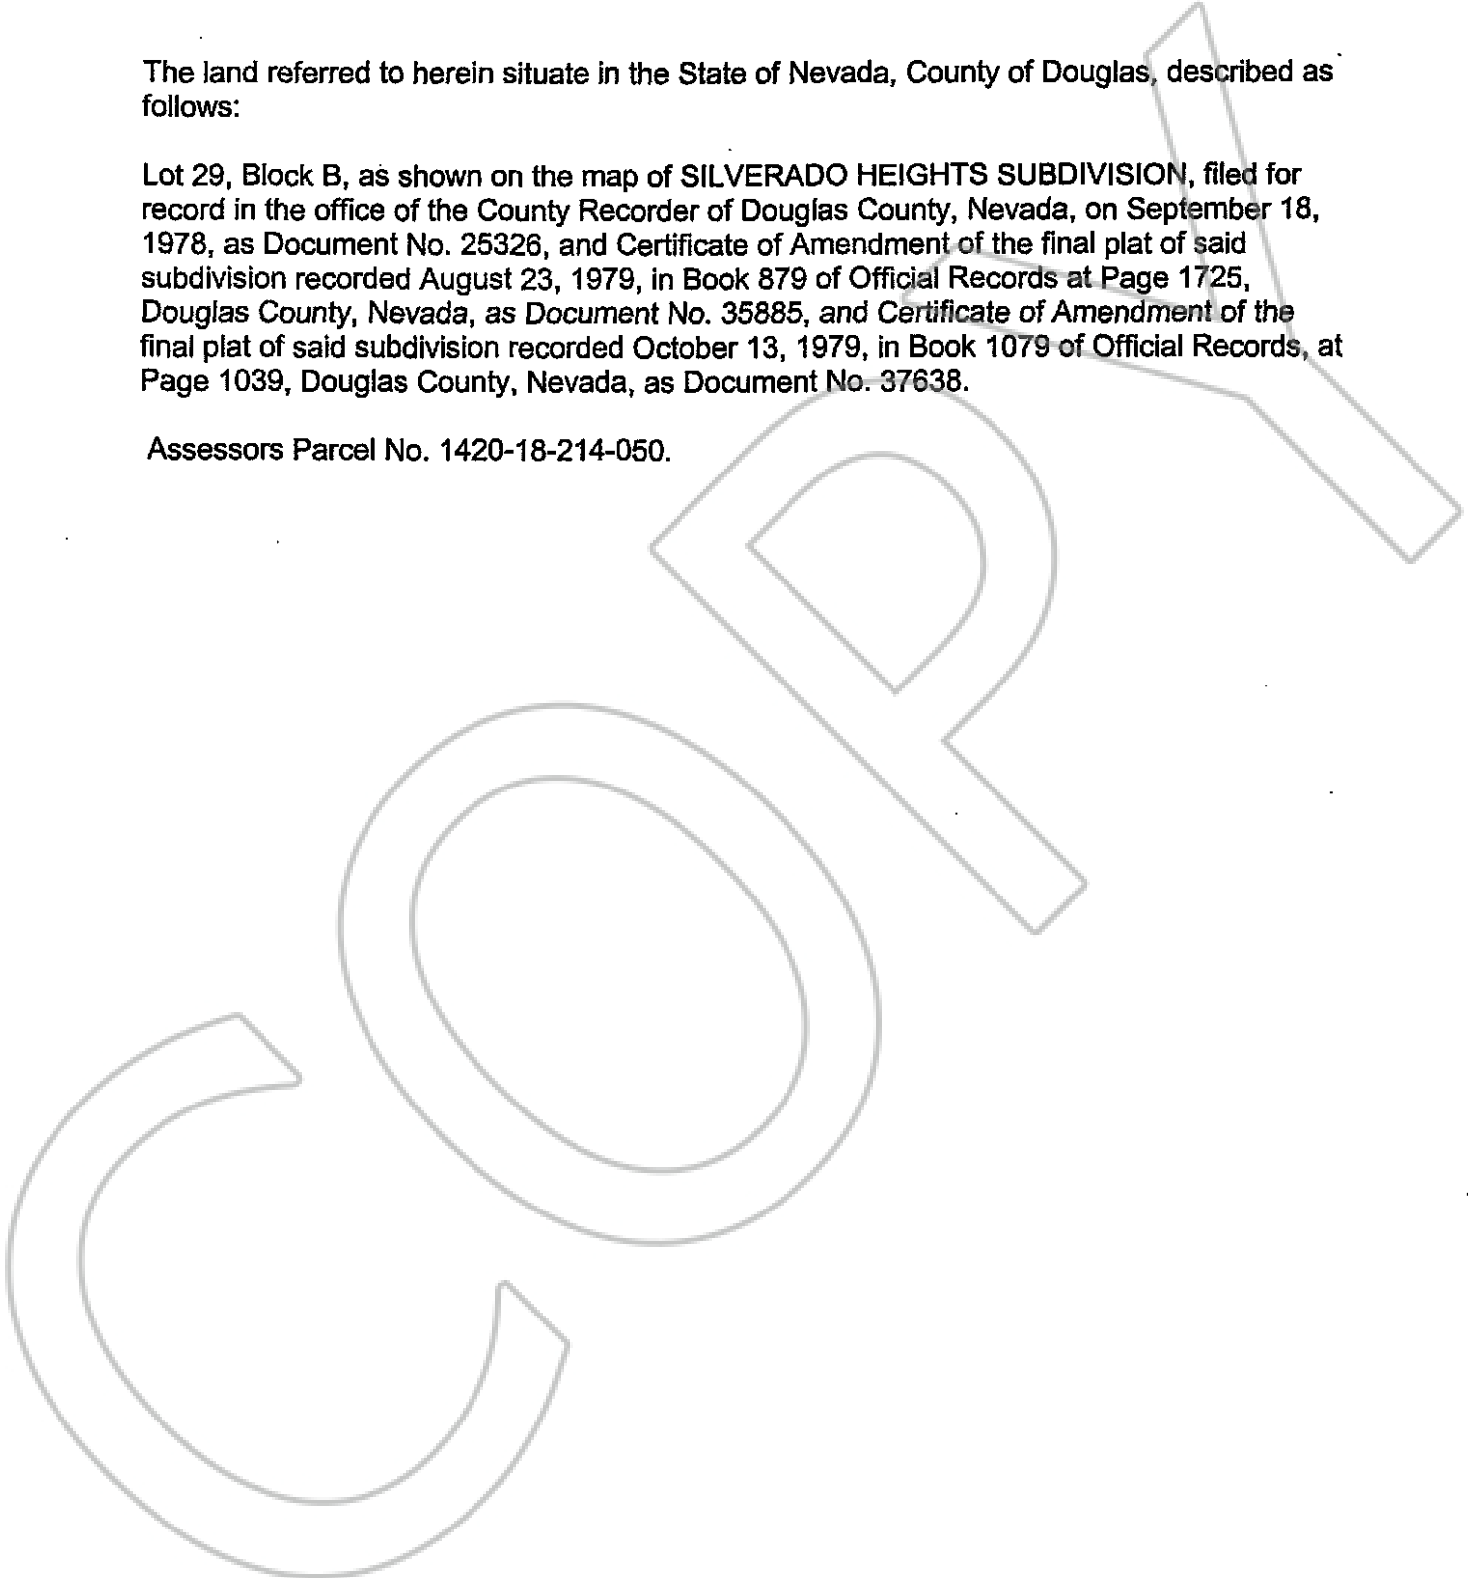 The land referred to herein situate in the State of Nevada, County of Douglas, described as
follows:
Lot 29, Block B, as shown on the map of SILVERADO HEIGHTS SUBDIVISION, filed for
record in the office of the County Recorder of Douglas County, Nevada, on September 18,
1978, as Document No. 25326, and Certificate of Amendment of the final plat of said
subdivision recorded August 23, 1979, in Book 879 of Official Records at Page 1725,
Douglas County, Nevada, as Document No. 35885, and Certificate of Amendment of the
final plat of said subdivision recorded October 13, 1979, in Book 1079 of Official Records, at
Page 1039, Douglas County, Nevada, as Document No. 37638.
Assessors Parcel No. 1420-18-214-050.
COPY